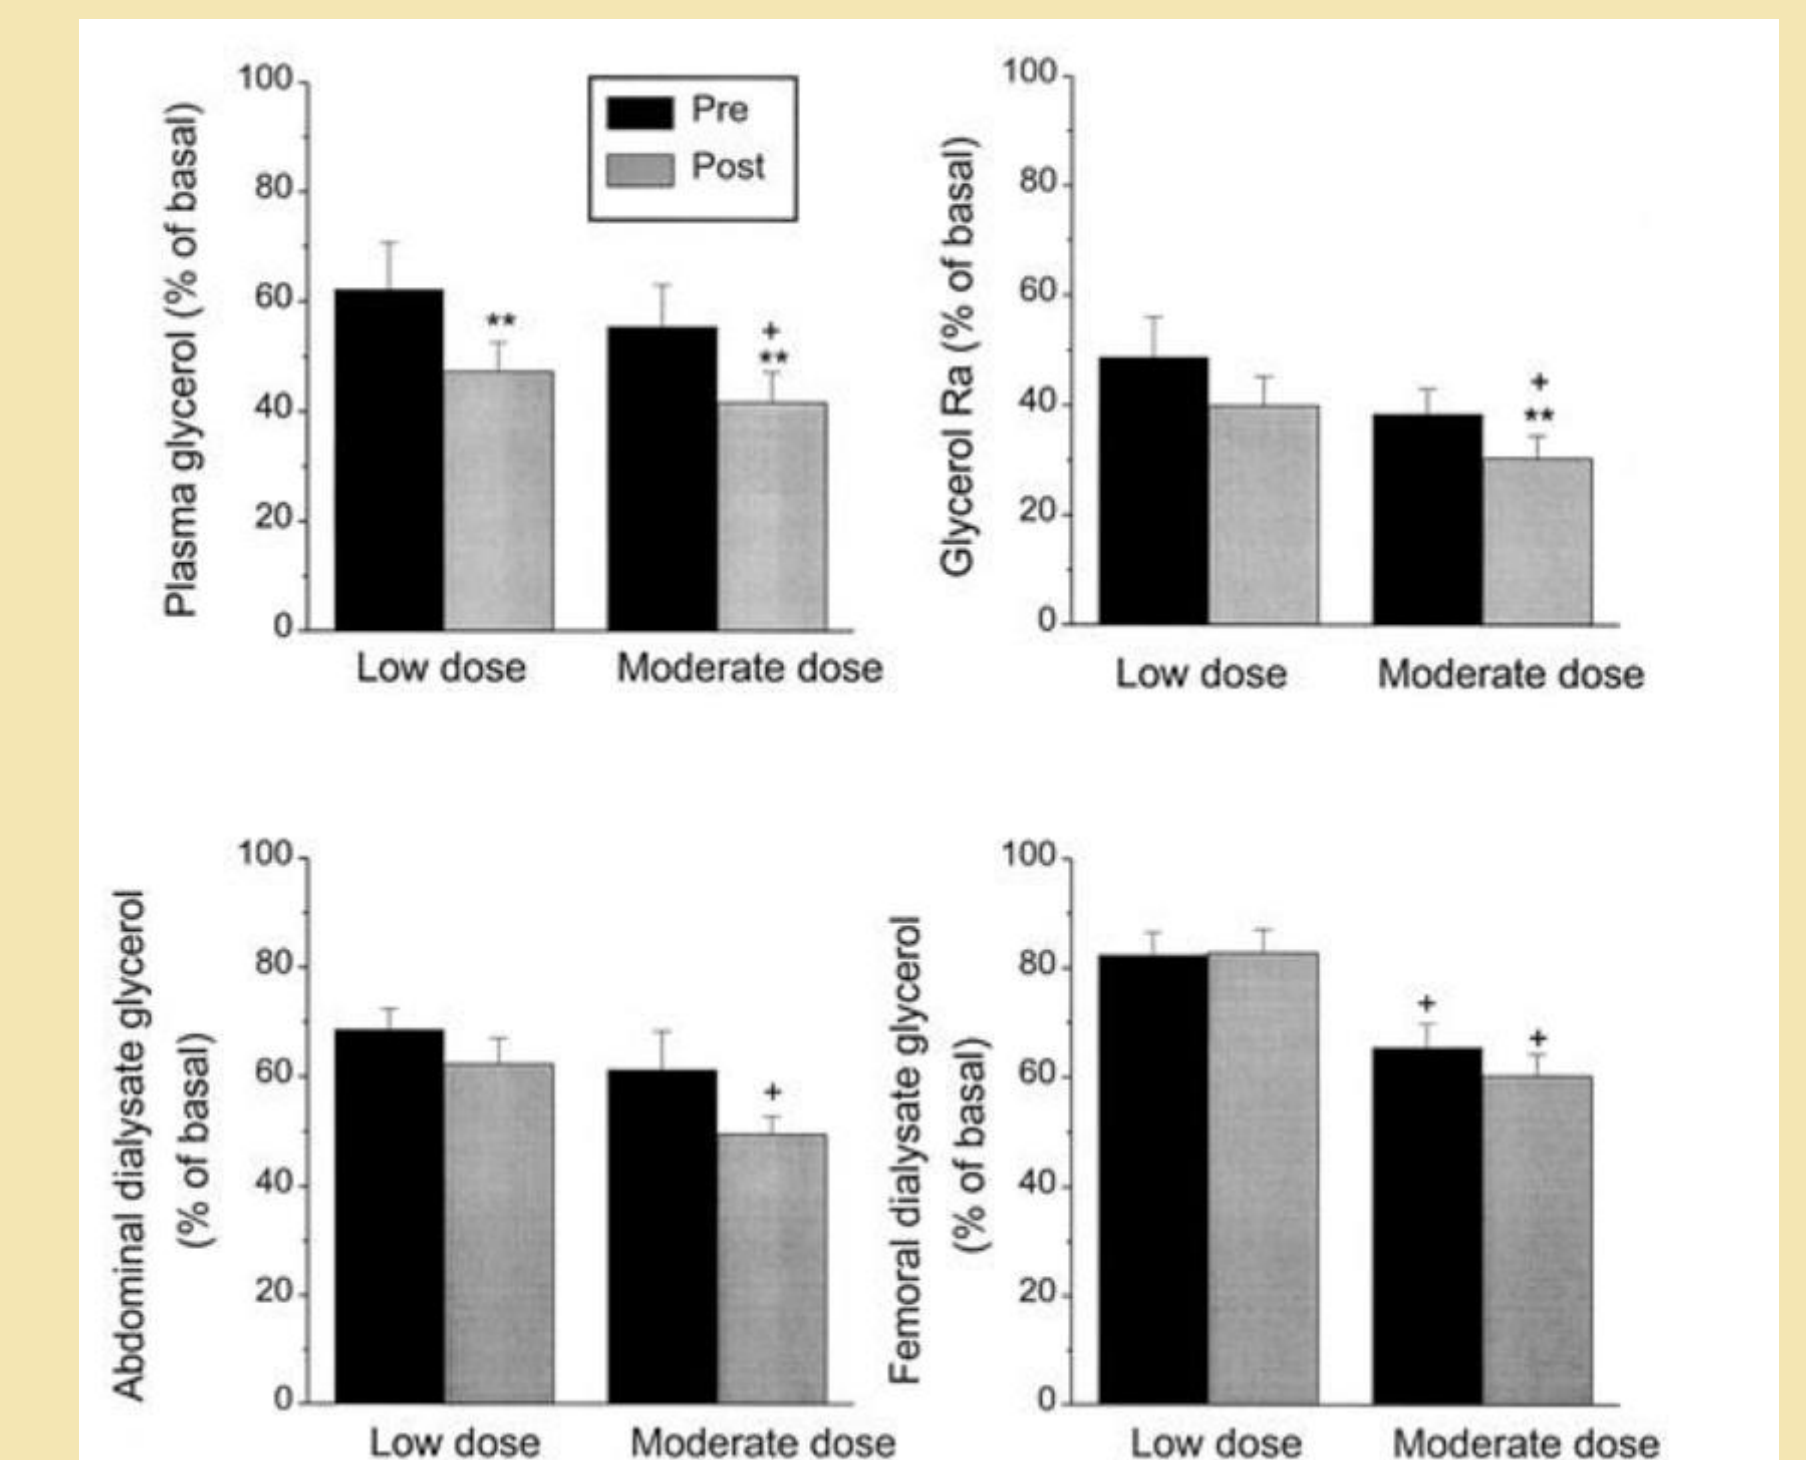 Plasma glycerol (% of basal)
100
80
60
40
20
0
Pre
Post
**
+
**
Low dose
Moderate dose
Glycerol Ra (% of basal)
100
80
60
40
20
0
+
**
Low dose
Moderate dose
Abdominal dialysate glycerol
(% of basal)
100
80
60
40
20
0
+
Low dose
Moderate dose
Femoral dialysate glycerol
(% of basal)
100
80
60
40
20
0
+
+
Low dose
Moderate dose